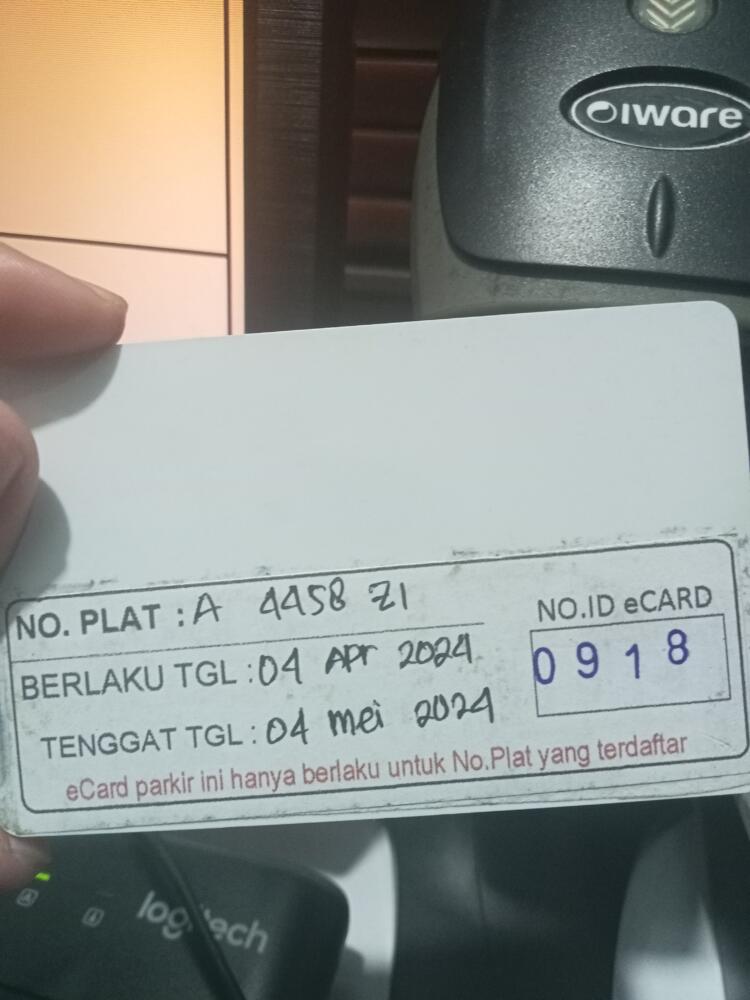 iware
NO. PLAT : A 4458 ZI
BERLAKU TGL : 04 APR 2024
TENGGAT TGL : 04 mei 2024
NO.ID eCARD
0918
eCard parkir ini hanya berlaku untuk No.Plat yang terdaftar
logitech